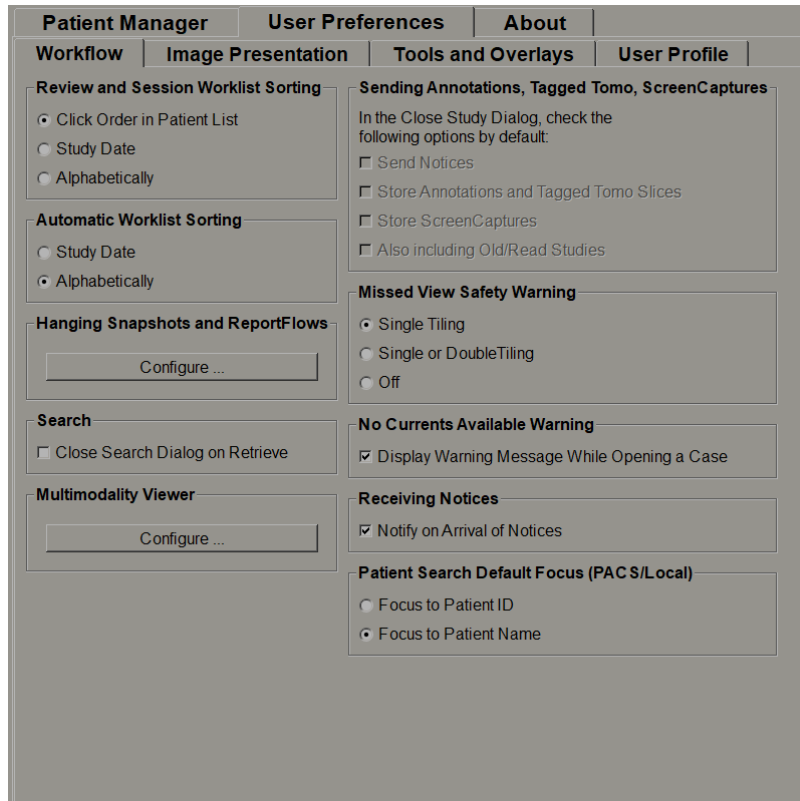 Patient Manager
User Preferences
About
Workflow
Image Presentation
Tools and Overlays
User Profile
Review and Session Worklist Sorting
Click Order in Patient List
Study Date
Alphabetically
Automatic Worklist Sorting
Study Date
Alphabetically
Hanging Snapshots and ReportFlows
Configure ...
Search
Close Search Dialog on Retrieve
Multimodality Viewer
Configure ...
Sending Annotations, Tagged Tomo, ScreenCaptures
In the Close Study Dialog, check the
following options by default:
Send Notices
Store Annotations and Tagged Tomo Slices
Store ScreenCaptures
Also including Old/Read Studies
Missed View Safety Warning
Single Tiling
Single or DoubleTiling
Off
No Currents Available Warning
Display Warning Message While Opening a Case
Receiving Notices
Notify on Arrival of Notices
Patient Search Default Focus (PACS/Local)
Focus to Patient ID
Focus to Patient Name